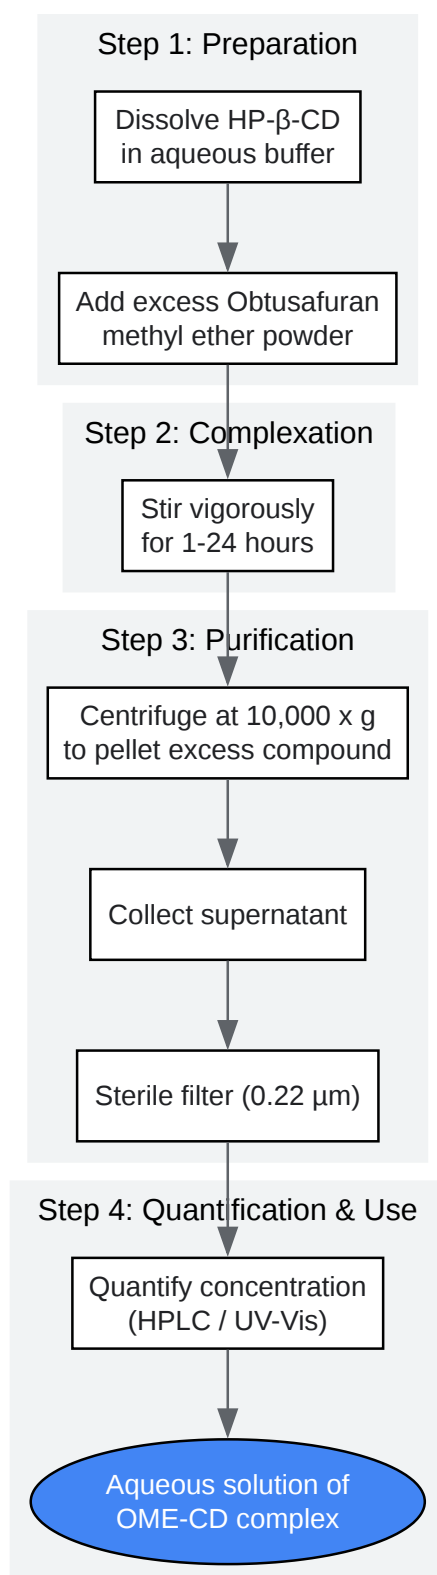 Step 1: Preparation
Dissolve HP-β-CD
in aqueous buffer
Add excess Obtusafuran
methyl ether powder
Step 2: Complexation
Stir vigorously
for 1-24 hours
Step 3: Purification
Centrifuge at 10,000 x g
to pellet excess compound
Collect supernatant
Sterile filter (0.22 µm)
Step 4: Quantification & Use
Quantify concentration
(HPLC / UV-Vis)
Aqueous solution of
OME-CD complex